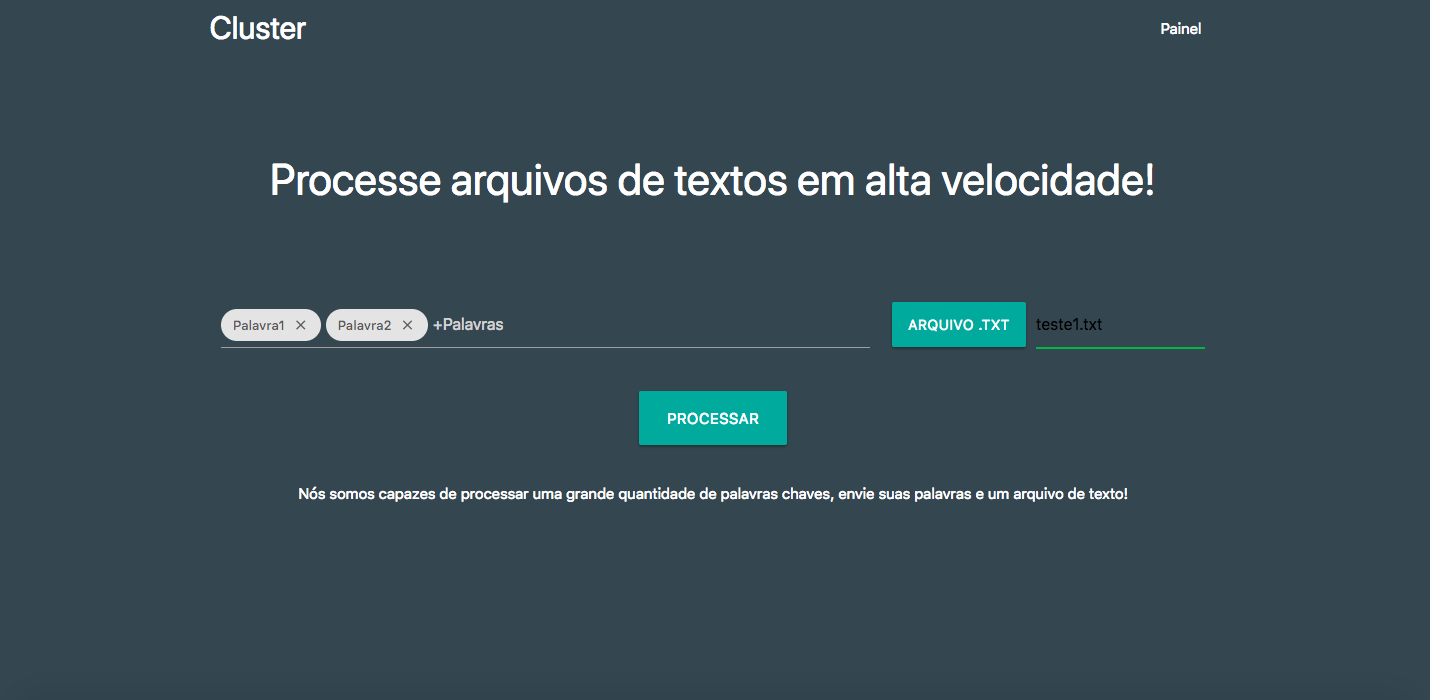 Cluster
Painel
Processe arquivos de textos em alta velocidade!
Palavra1 × Palavra2 × +Palavras
ARQUIVO .TXT teste1.txt
PROCESSAR
Nós somos capazes de processar uma grande quantidade de palavras chaves, envie suas palavras e um arquivo de texto!